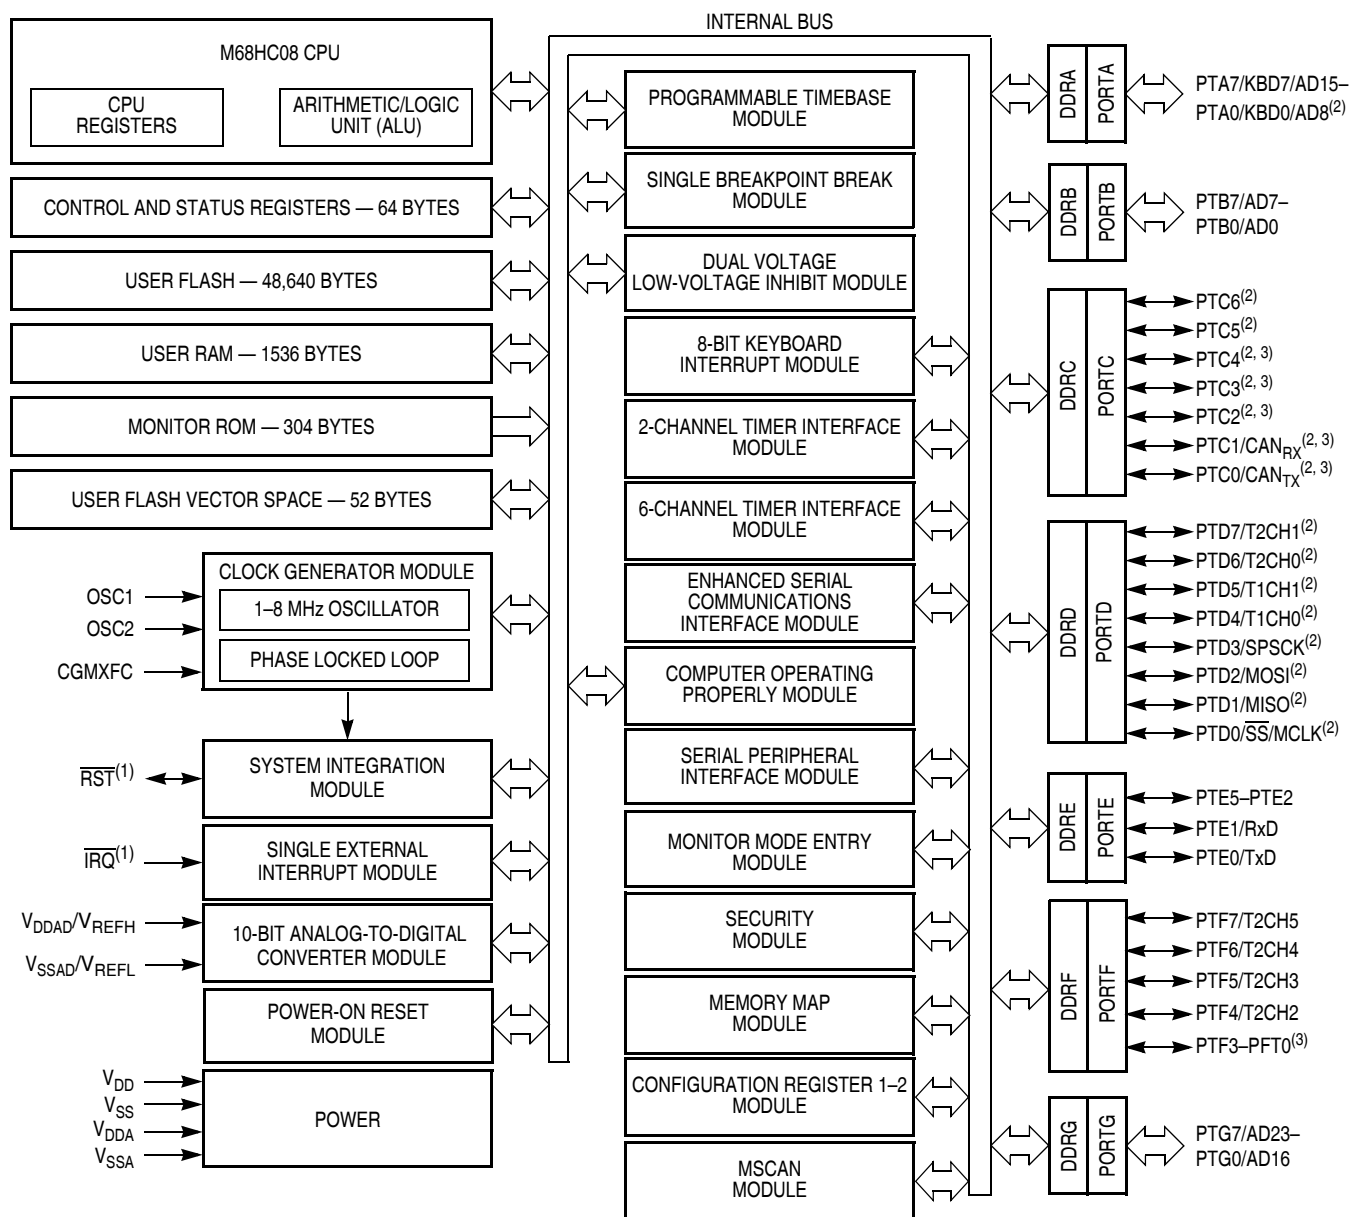 INTERNAL BUS
M68HC08 CPU
CPU
REGISTERS
ARITHMETIC/LOGIC
UNIT (ALU)
CONTROL AND STATUS REGISTERS — 64 BYTES
USER FLASH — 48,640 BYTES
USER RAM — 1536 BYTES
MONITOR ROM — 304 BYTES
USER FLASH VECTOR SPACE — 52 BYTES
CLOCK GENERATOR MODULE
1–8 MHz OSCILLATOR
PHASE LOCKED LOOP
OSC1
OSC2
CGMXFC
SYSTEM INTEGRATION
MODULE
RST(1)
SINGLE EXTERNAL
INTERRUPT MODULE
IRQ(1)
10-BIT ANALOG-TO-DIGITAL
CONVERTER MODULE
VDDAD/VREFH
VSSAD/VREFL
POWER-ON RESET
MODULE
POWER
VDD
VSS
VDDA
VSSA
PROGRAMMABLE TIMEBASE
MODULE
SINGLE BREAKPOINT BREAK
MODULE
DUAL VOLTAGE
LOW-VOLTAGE INHIBIT MODULE
8-BIT KEYBOARD
INTERRUPT MODULE
2-CHANNEL TIMER INTERFACE
MODULE
6-CHANNEL TIMER INTERFACE
MODULE
ENHANCED SERIAL
COMMUNICATIONS
INTERFACE MODULE
COMPUTER OPERATING
PROPERLY MODULE
SERIAL PERIPHERAL
INTERFACE MODULE
MONITOR MODE ENTRY
MODULE
SECURITY
MODULE
MEMORY MAP
MODULE
CONFIGURATION REGISTER 1–2
MODULE
MSCAN
MODULE
DDRA
PORTA
PTA7/KBD7/AD15–
PTA0/KBD0/AD8(2)
DDRB
PORTB
PTB7/AD7–
PTB0/AD0
DDRC
PORTC
PTC6(2)
PTC5(2)
PTC4(2, 3)
PTC3(2, 3)
PTC2(2, 3)
PTC1/CANRX(2, 3)
PTC0/CANTX(2, 3)
DDRD
PORTD
PTD7/T2CH1(2)
PTD6/T2CH0(2)
PTD5/T1CH1(2)
PTD4/T1CH0(2)
PTD3/SPSCK(2)
PTD2/MOSI(2)
PTD1/MISO(2)
PTD0/SS/MCLK(2)
DDRE
PORTE
PTE5–PTE2
PTE1/RxD
PTE0/TxD
DDRF
PORTF
PTF7/T2CH5
PTF6/T2CH4
PTF5/T2CH3
PTF4/T2CH2
PTF3–PFT0(3)
DDRG
PORTG
PTG7/AD23–
PTG0/AD16